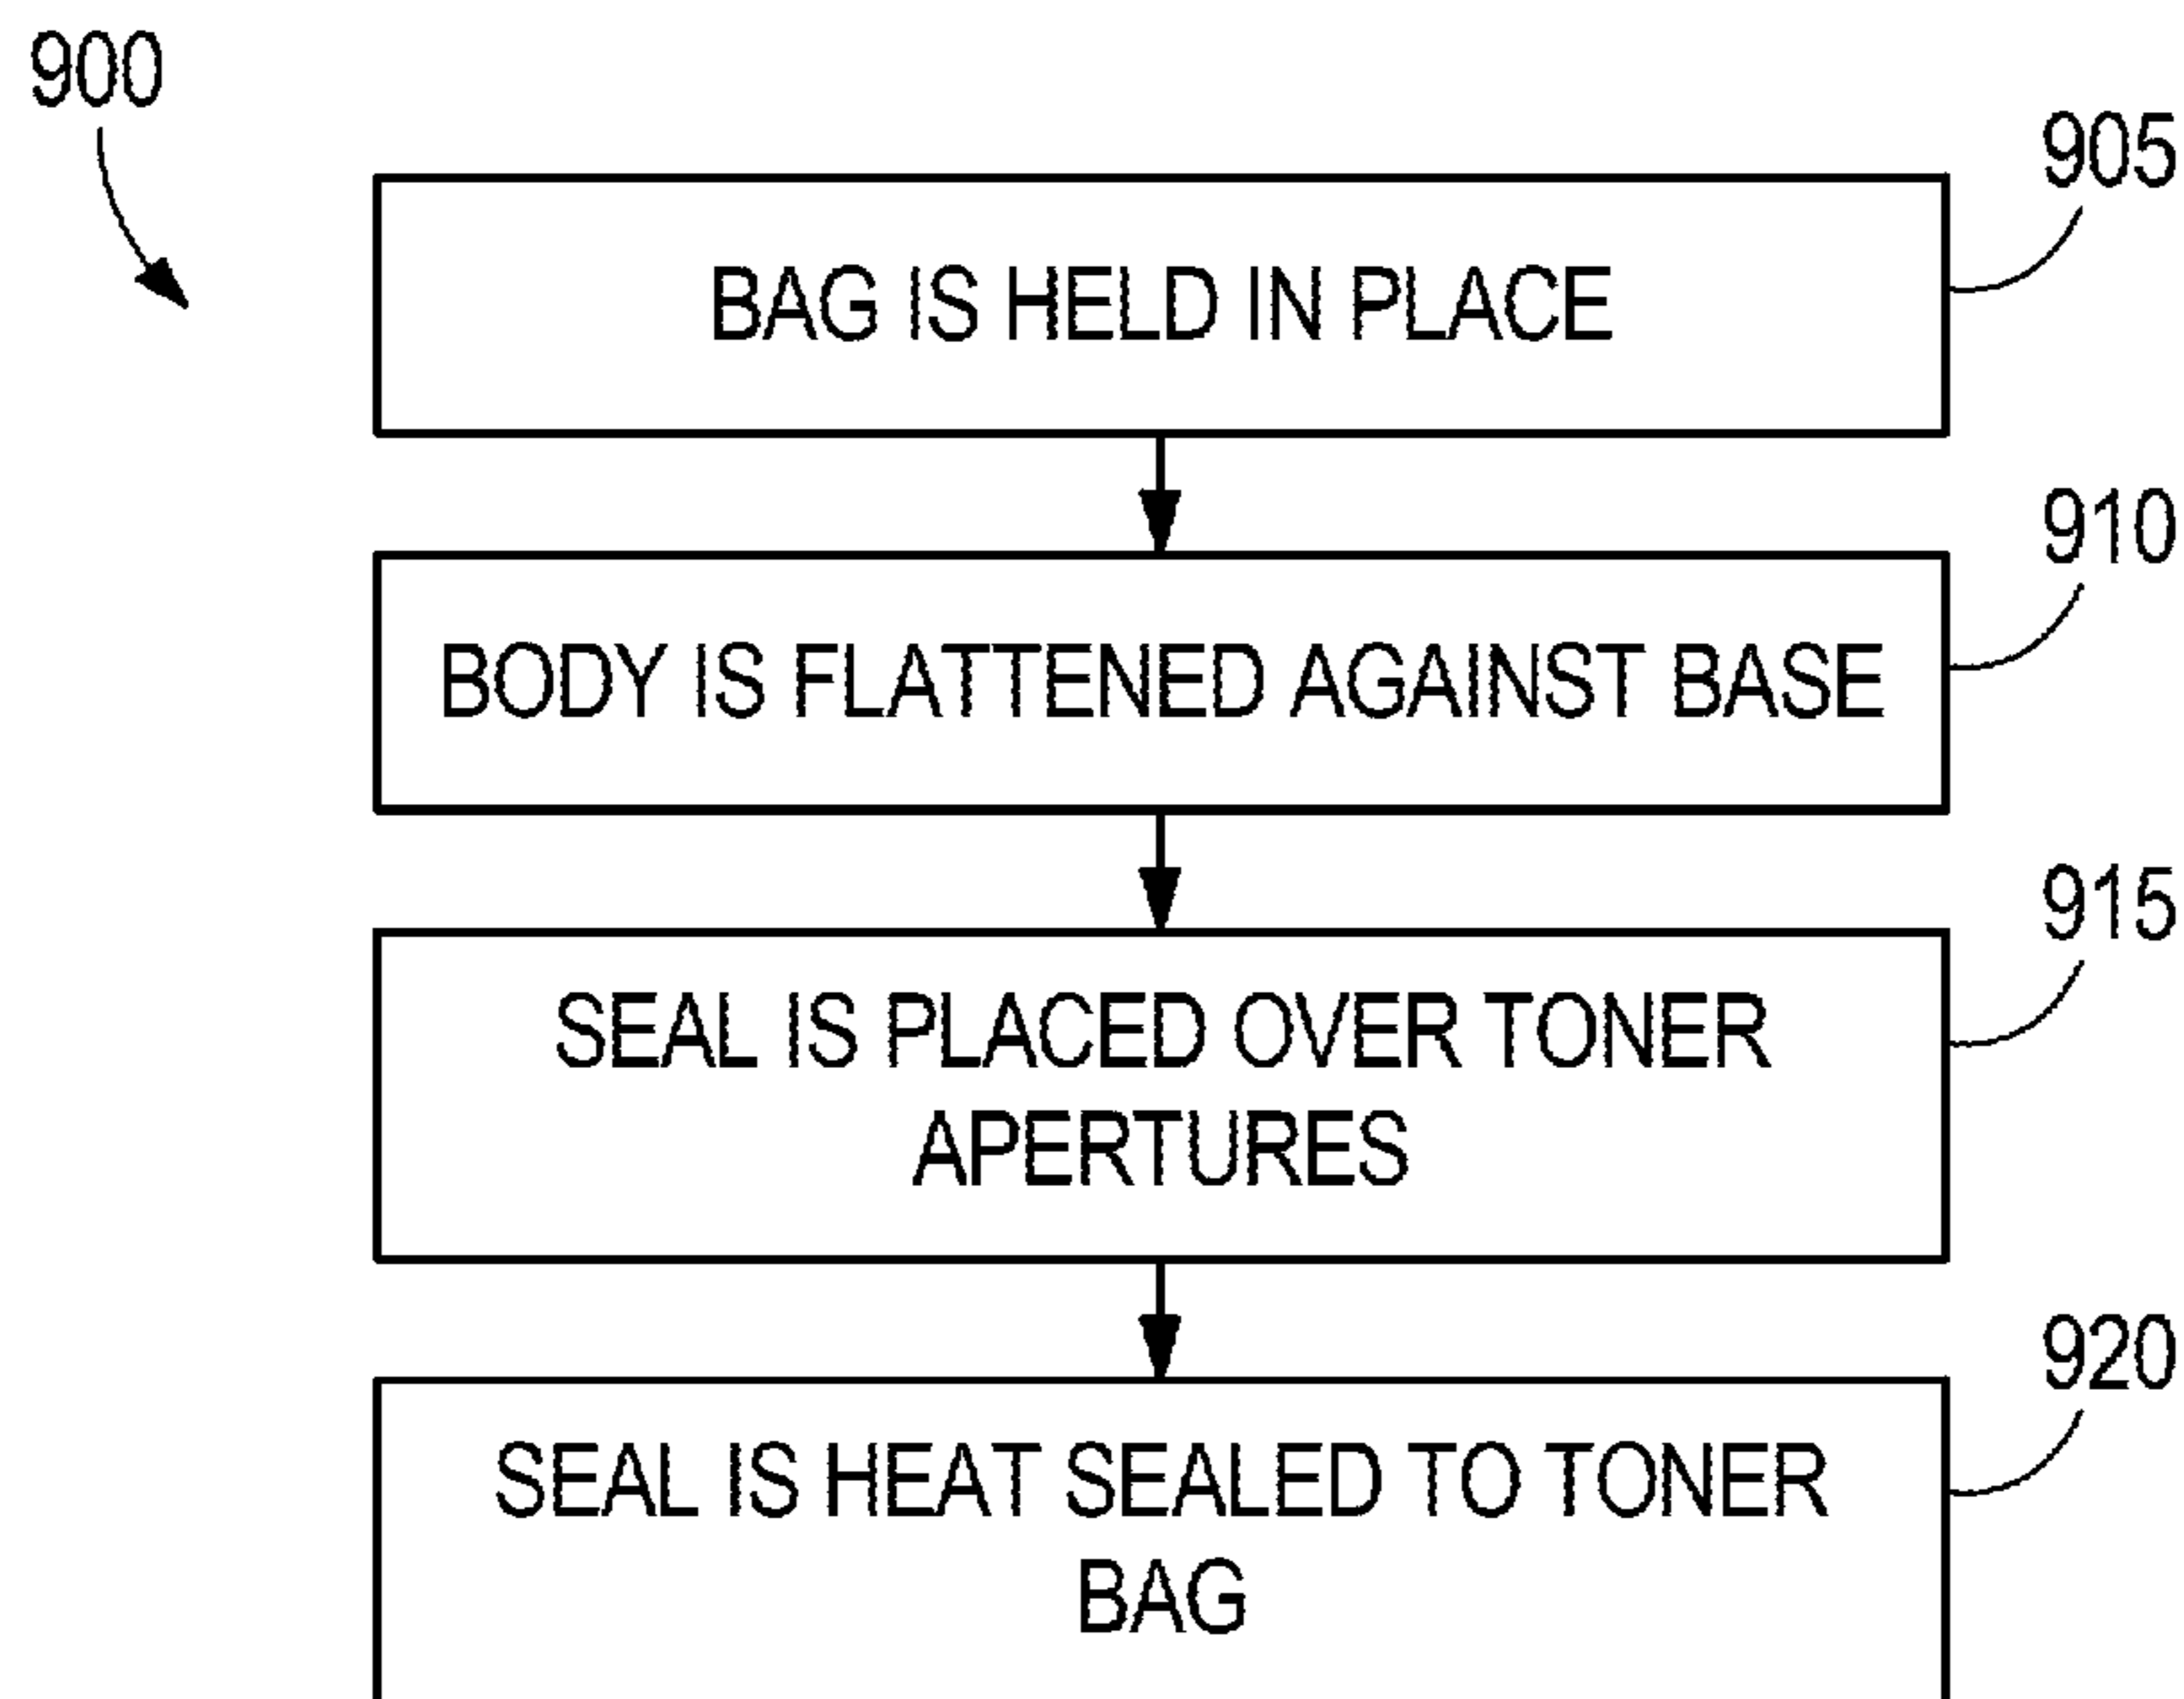 900
905
BAG IS HELD IN PLACE
910
BODY IS FLATTENED AGAINST BASE
915
SEAL IS PLACED OVER TONER
APERTURES
920
SEAL IS HEAT SEALED TO TONER
BAG